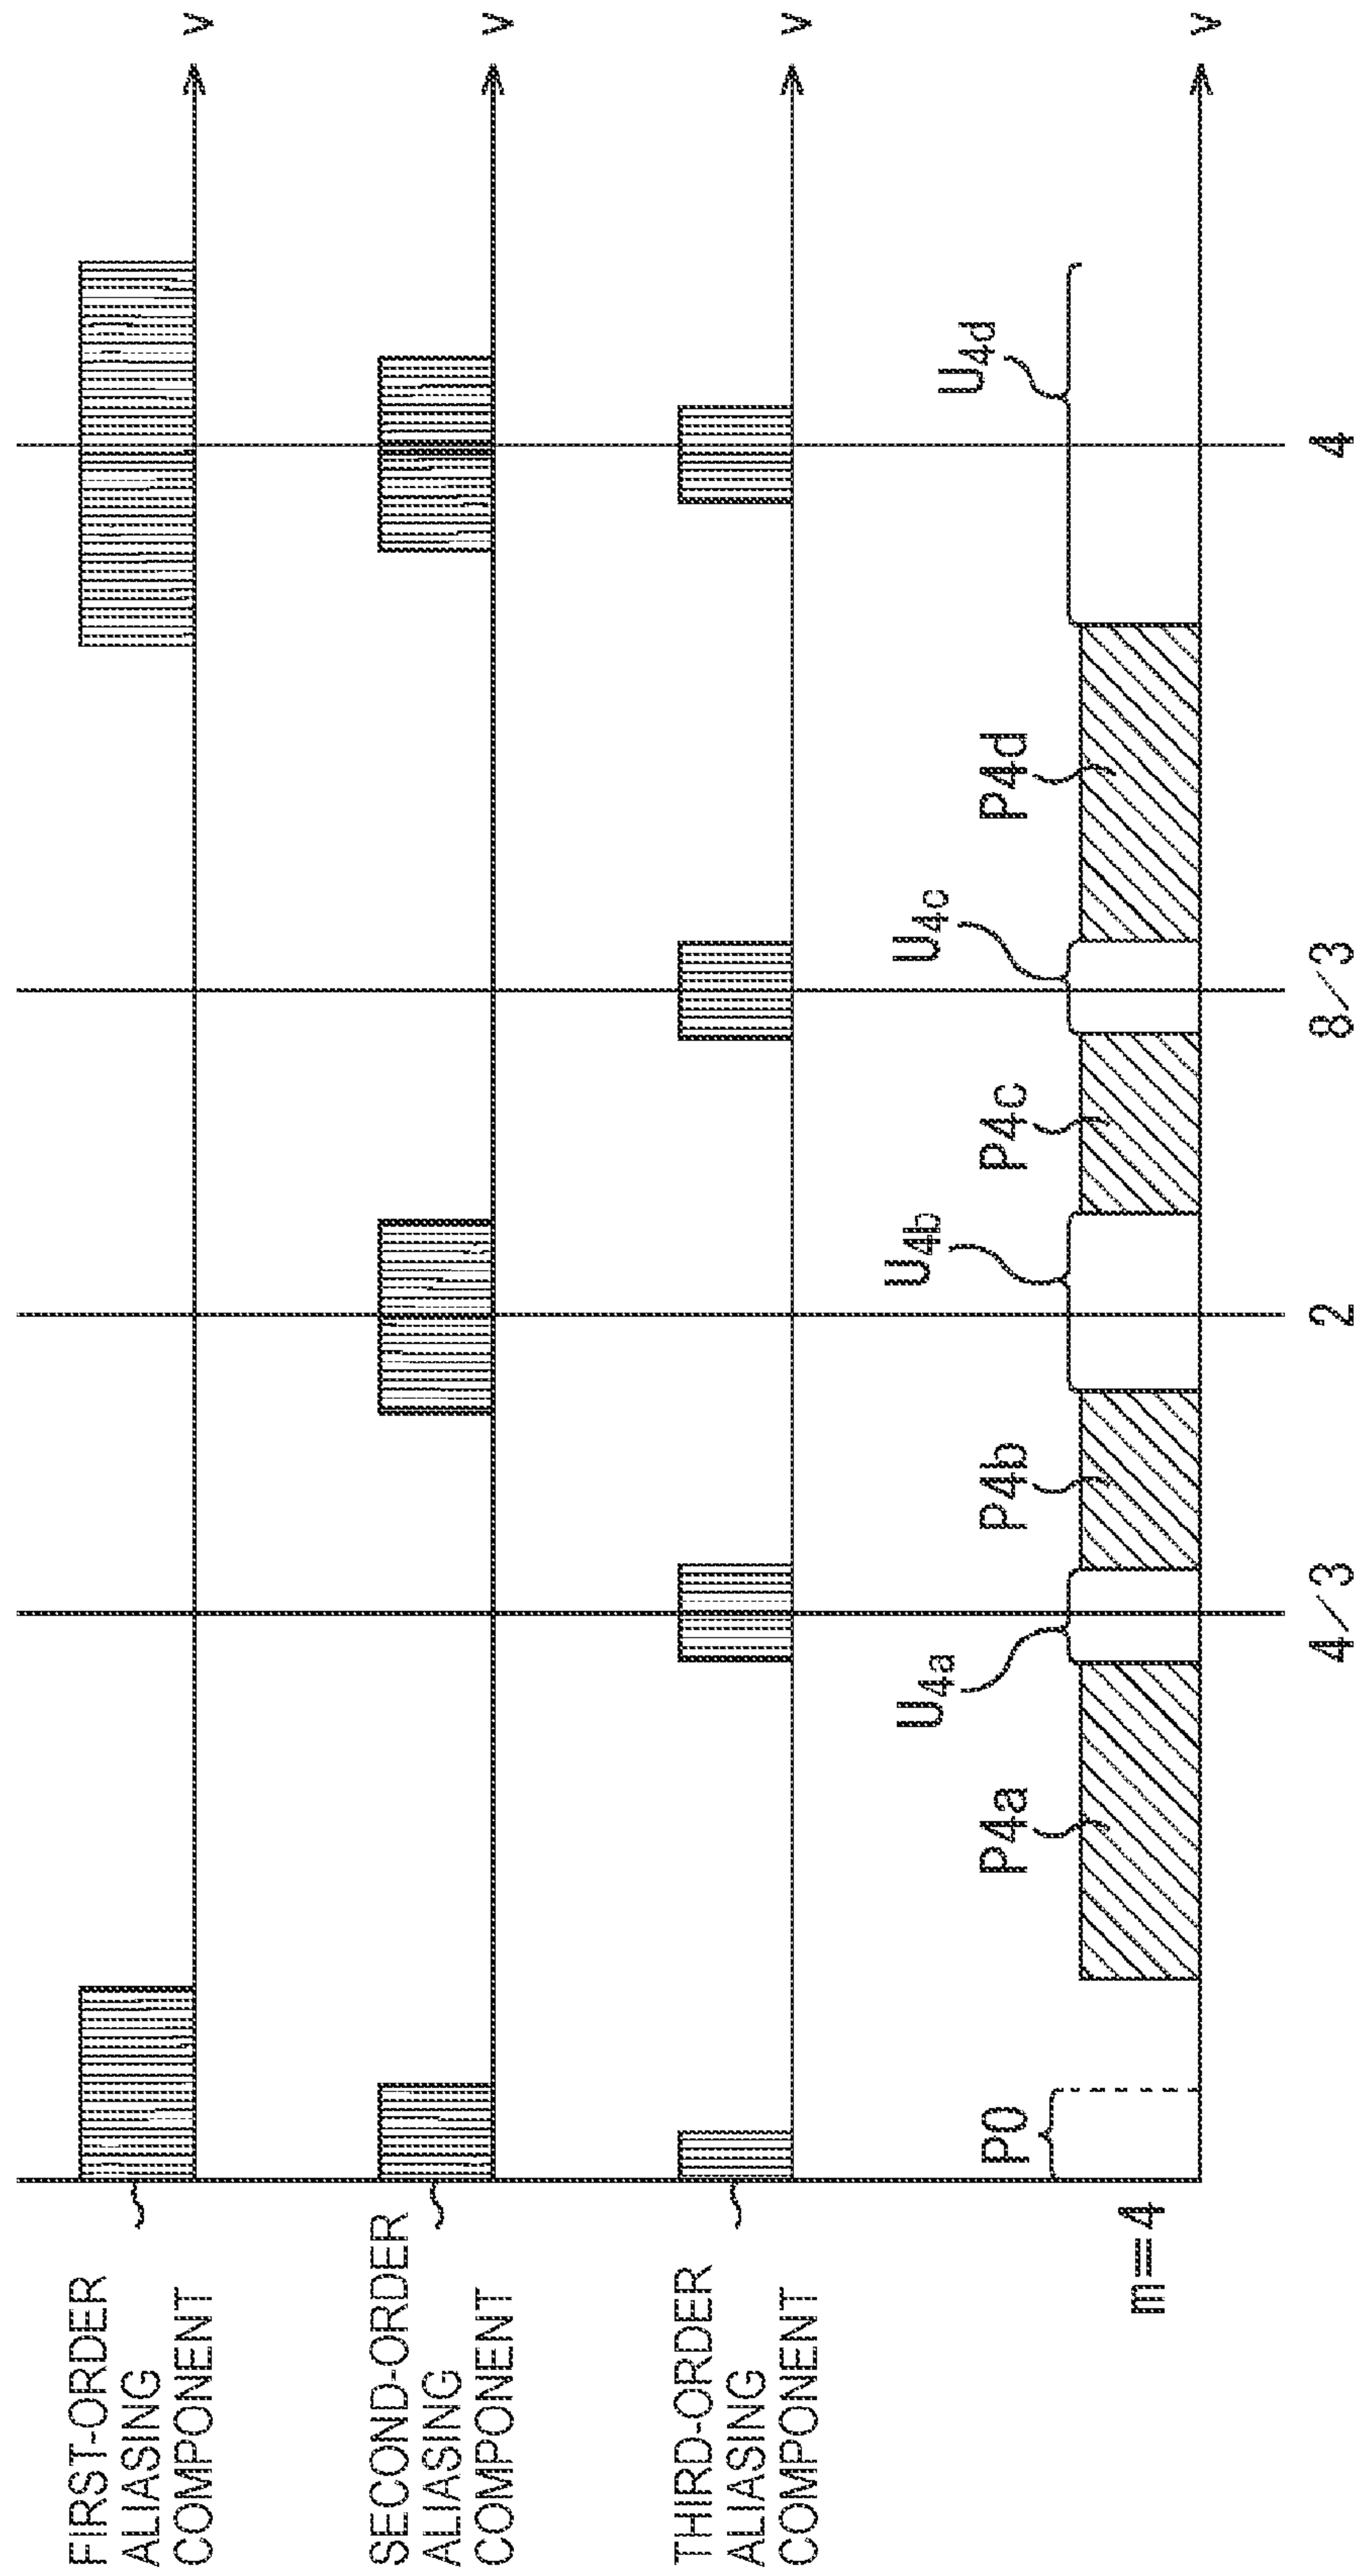 FIRST-ORDER
ALIASING
COMPONENT
v
SECOND-ORDER
ALIASING
COMPONENT
v
THIRD-ORDER
ALIASING
COMPONENT
v
m=4
P0
P4a
U4a
P4b
U4b
P4c
U4c
P4d
U4d
v
4/3
2
8/3
4